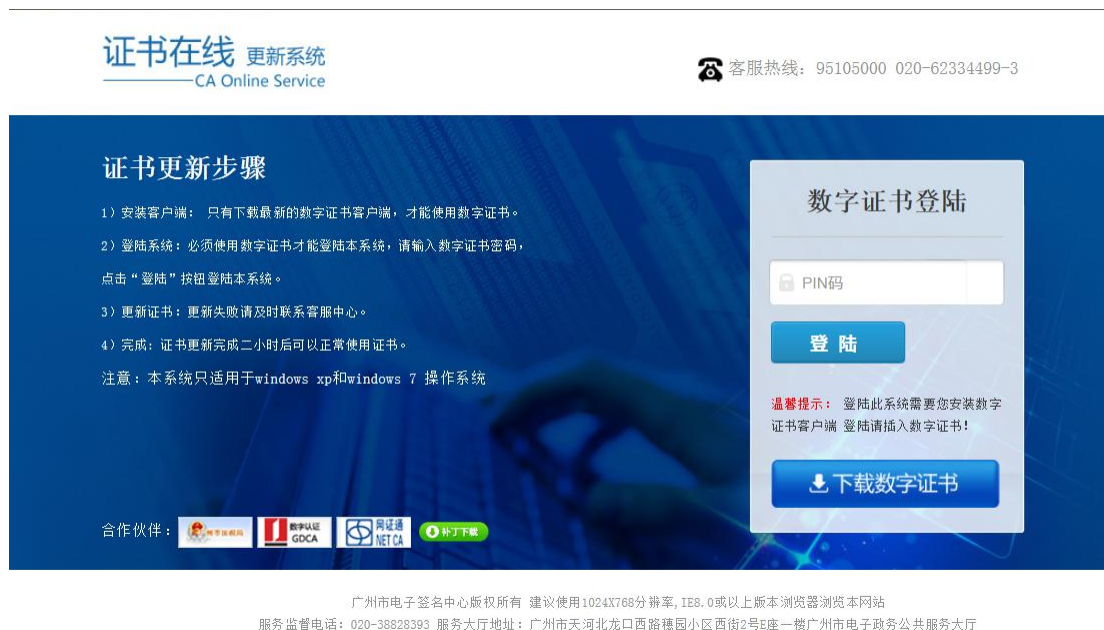 证书在线 更新系统
CA Online Service
客服热线：95105000 020-62334499-3
证书更新步骤
1）安装客户端： 只有下载最新的数字证书客户端，才能使用数字证书。
2）登陆系统：必须使用数字证书才能登陆本系统，请输入数字证书密码，
点击“登陆”按钮登陆本系统。
3）更新证书：更新失败请及时联系客服中心。
4）完成：证书更新完成二小时后可以正常使用证书。
注意：本系统只适用于windows xp和windows 7 操作系统
数字证书登陆
PIN码
登 陆
温馨提示： 登陆此系统需要您安装数字
证书客户端 登陆请插入数字证书！
下载数字证书
合作伙伴：
数字认证
GDCA
网证通
NET CA
补丁下载
广州市电子签名中心版权所有 建议使用1024X768分辨率,IE8.0或以上版本浏览器浏览本网站
服务监督电话：020-38828393 服务大厅地址：广州市天河北龙口西路穗园小区西街2号E座一楼广州市电子政务公共服务大厅